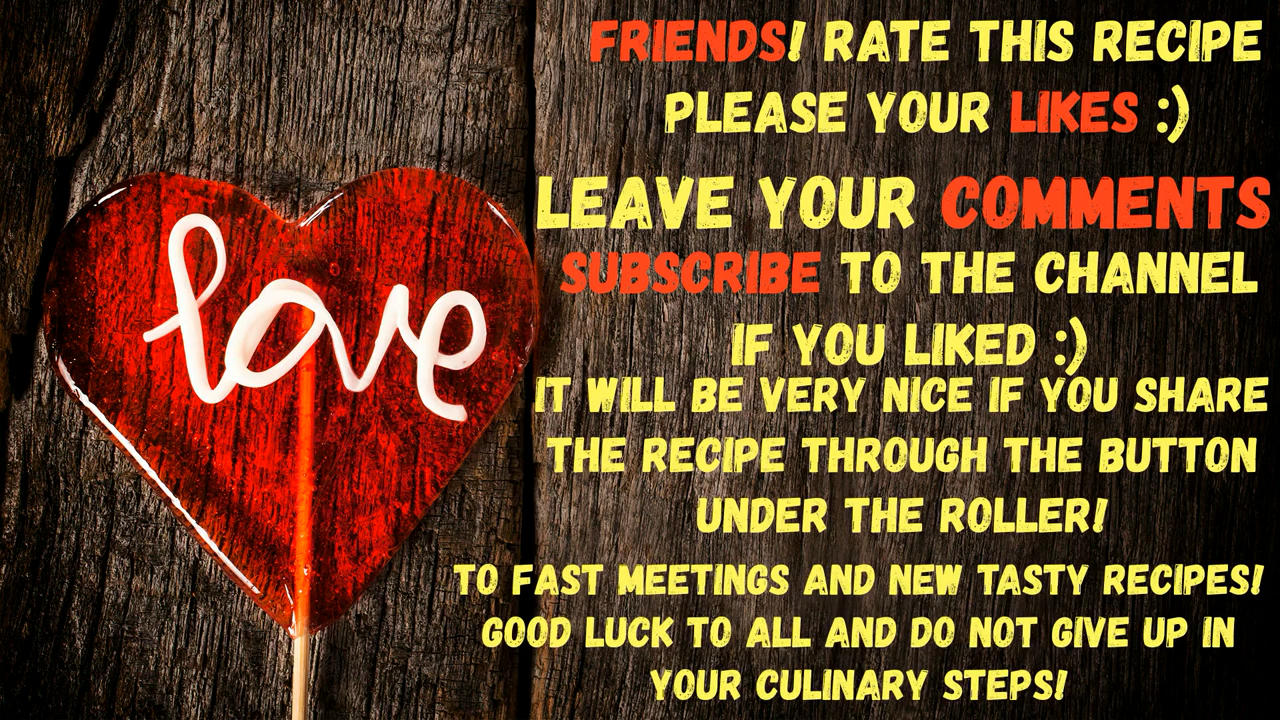 love
FRIENDS! RATE THIS RECIPE
PLEASE YOUR LIKES :)
LEAVE YOUR COMMENTS
SUBSCRIBE TO THE CHANNEL
IF YOU LIKED :)
IT WILL BE VERY NICE IF YOU SHARE
THE RECIPE THROUGH THE BUTTON
UNDER THE ROLLER!
TO FAST MEETINGS AND NEW TASTY RECIPES!
GOOD LUCK TO ALL AND DO NOT GIVE UP IN
YOUR CULINARY STEPS!